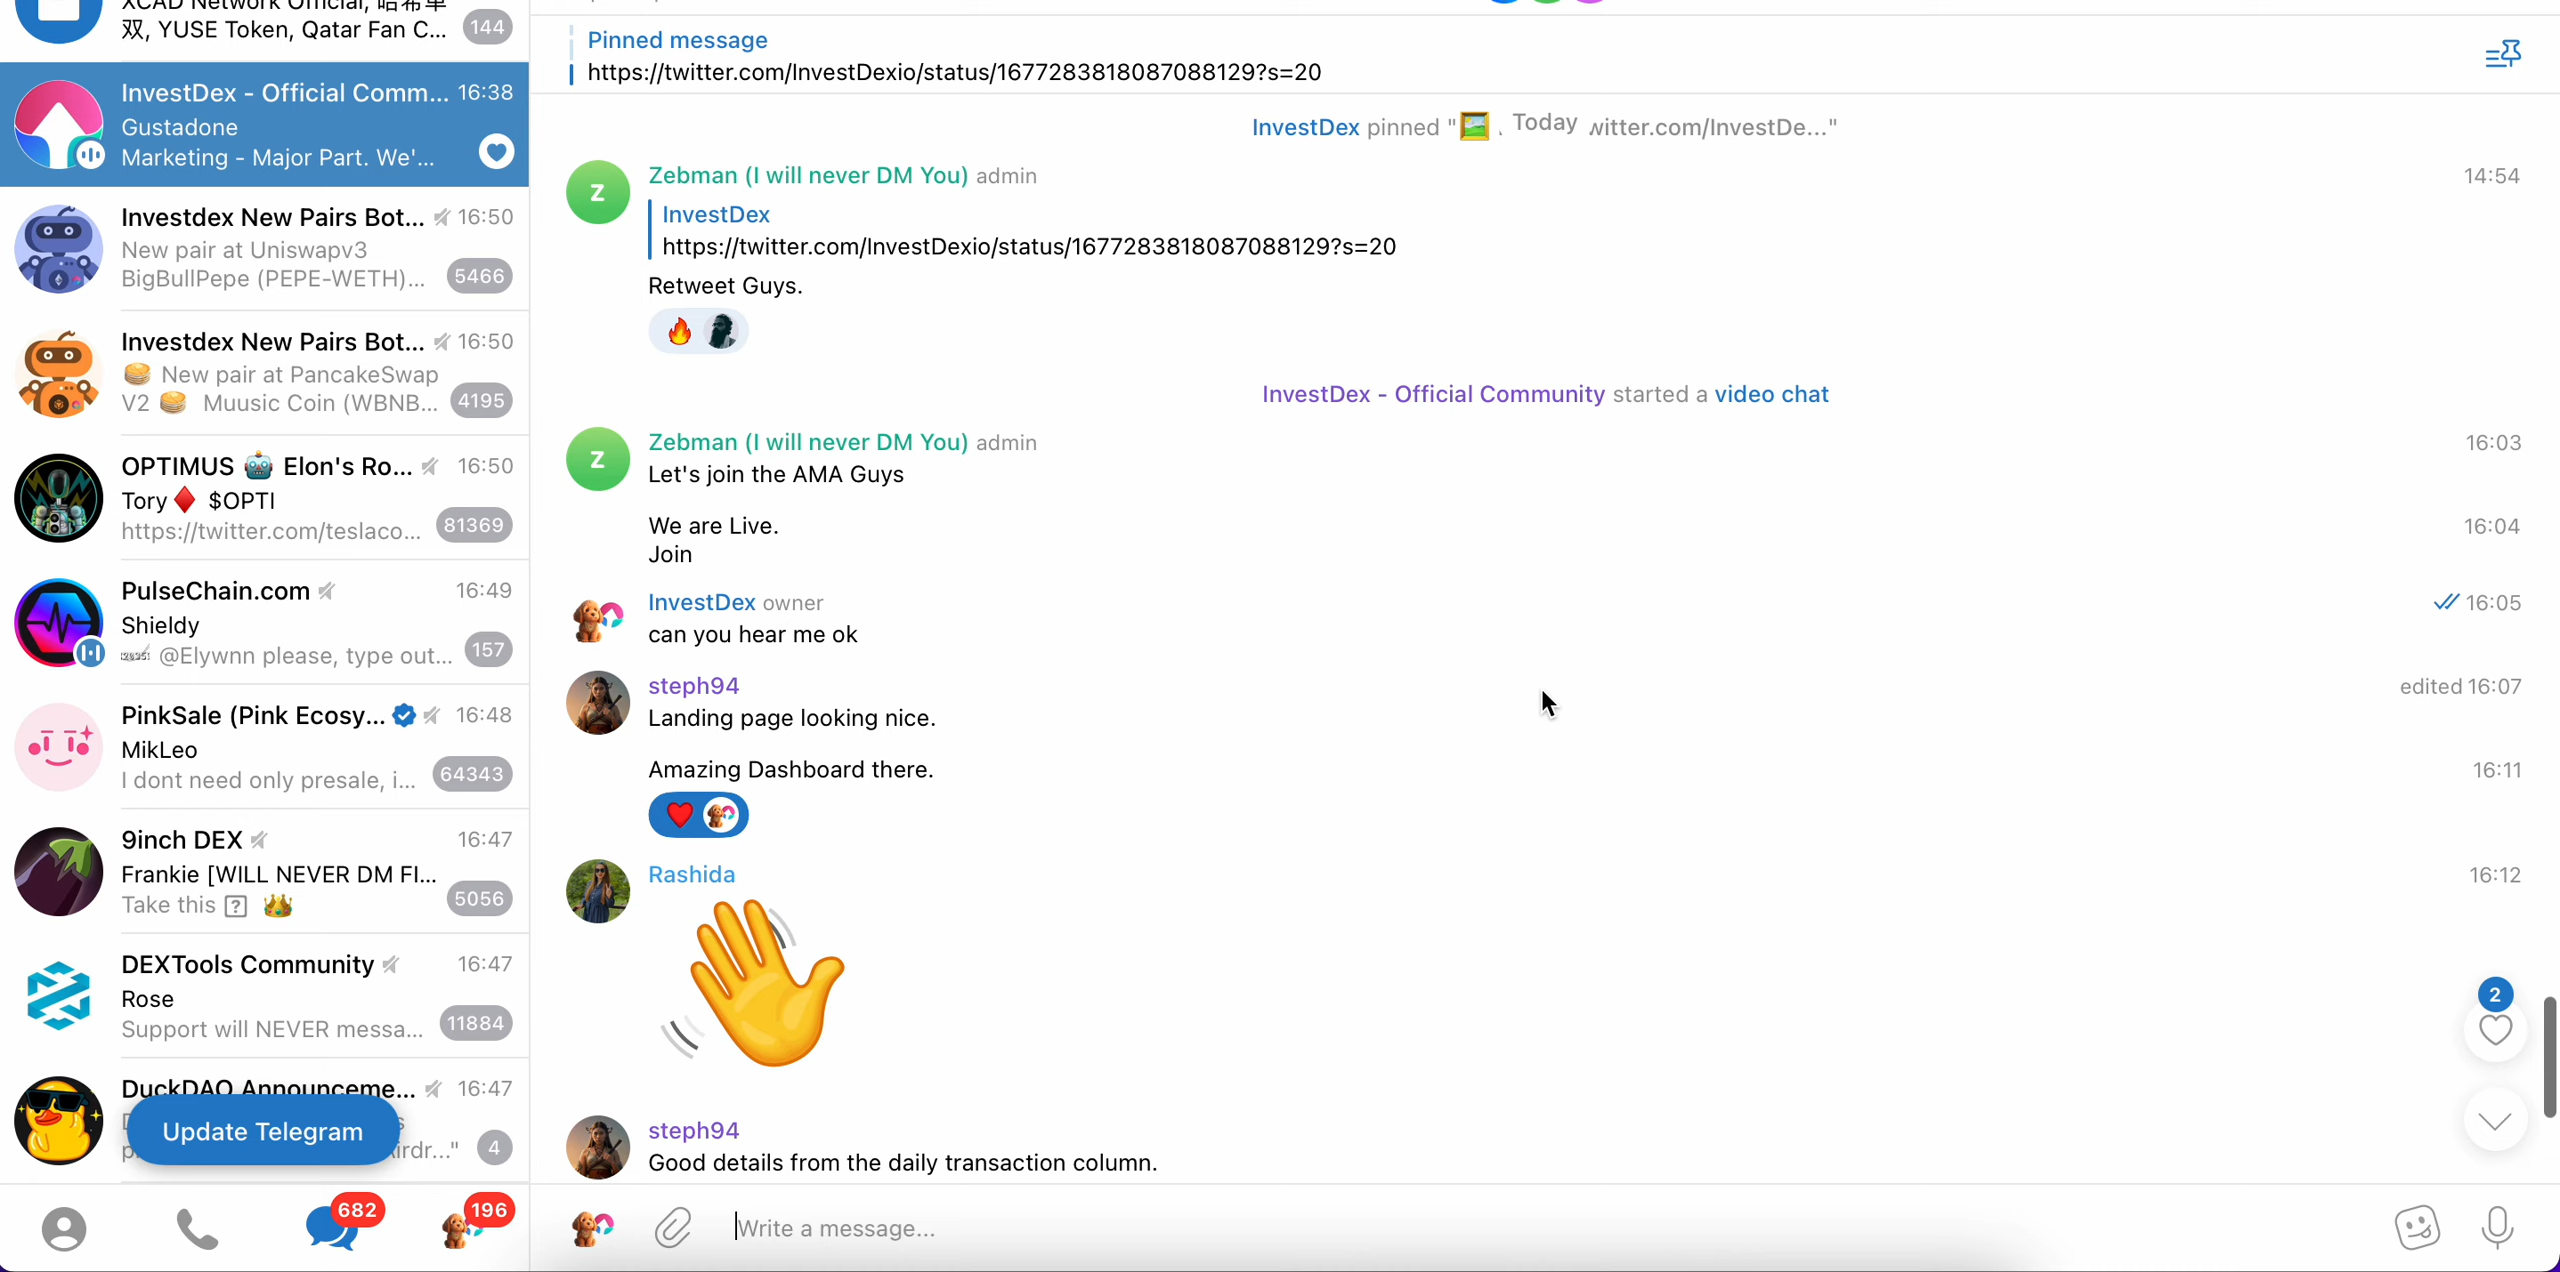 XCAD Network Official, 哈希单
双, YUSE Token, Qatar Fan C... 144
InvestDex - Official Comm... 16:38
Gustadone
Marketing - Major Part. We'...
Investdex New Pairs Bot... 16:50
New pair at Uniswapv3
BigBullPepe (PEPE-WETH)... 5466
Investdex New Pairs Bot... 16:50
New pair at PancakeSwap
V2 Muusic Coin (WBNB... 4195
OPTIMUS Elon's Ro... 16:50
Tory $OPTI
https://twitter.com/teslaco... 81369
PulseChain.com 16:49
Shieldy
@Elywnn please, type out... 157
PinkSale (Pink Ecosy... 16:48
MikLeo
I dont need only presale, i... 64343
9inch DEX 16:47
Frankie [WILL NEVER DM FI...
Take this 5056
DEXTools Community 16:47
Rose
Support will NEVER messa... 11884
DuckDAO Announceme... 16:47
Update Telegram
irdr..." 4
682
196
Pinned message
https://twitter.com/InvestDexio/status/1677283818087088129?s=20
InvestDex pinned " Today witter.com/InvestDe..."
Z
Zebman (I will never DM You) admin 14:54
InvestDex
https://twitter.com/InvestDexio/status/1677283818087088129?s=20
Retweet Guys.
InvestDex - Official Community started a video chat
Z
Zebman (I will never DM You) admin 16:03
Let's join the AMA Guys
We are Live. 16:04
Join
InvestDex owner 16:05
can you hear me ok
steph94 edited 16:07
Landing page looking nice.
Amazing Dashboard there. 16:11
Rashida 16:12
2
steph94
Good details from the daily transaction column.
Write a message...